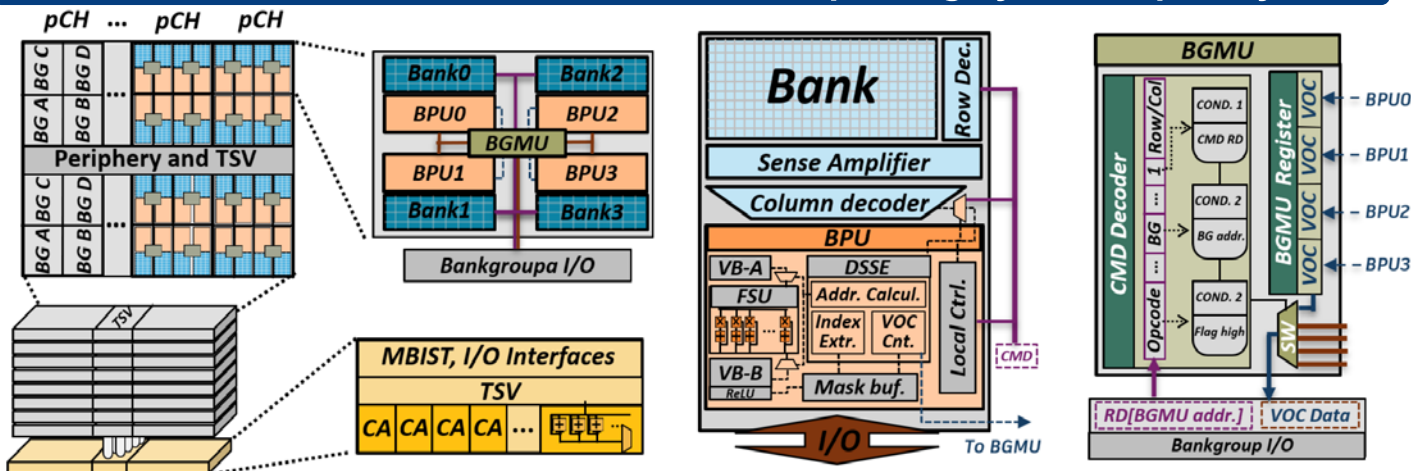 pCH ... pCH pCH
BG C
BG D
...
BG A
BG B
Periphery and TSV
BG C
BG D
...
BG A
BG B
TSV
Bank0
Bank2
BPU0
BPU2
BGMU
BPU1
BPU3
Bank1
Bank3
Bankgroupa I/O
MBIST, I/O Interfaces
TSV
CA CA CA CA ...
Bank
Row Dec.
Sense Amplifier
Column decoder
BPU
VB-A
DSSE
FSU
Addr. Calcul.
...
Index
Extr.
VOC
Cnt.
VB-B
ReLU
Mask buf.
Local Ctrl.
CMD
I/O
To BGMU
BGMU
CMD Decoder
Opcode ... BG ... 1 Row/Col
COND. 1
CMD RD
COND. 2
BG addr.
COND. 2
Flag high
BGMU Register
VOC
VOC
VOC
VOC
BPU0
BPU1
BPU2
BPU3
SW
RD[BGMU addr.]
VOC Data
Bankgroup I/O